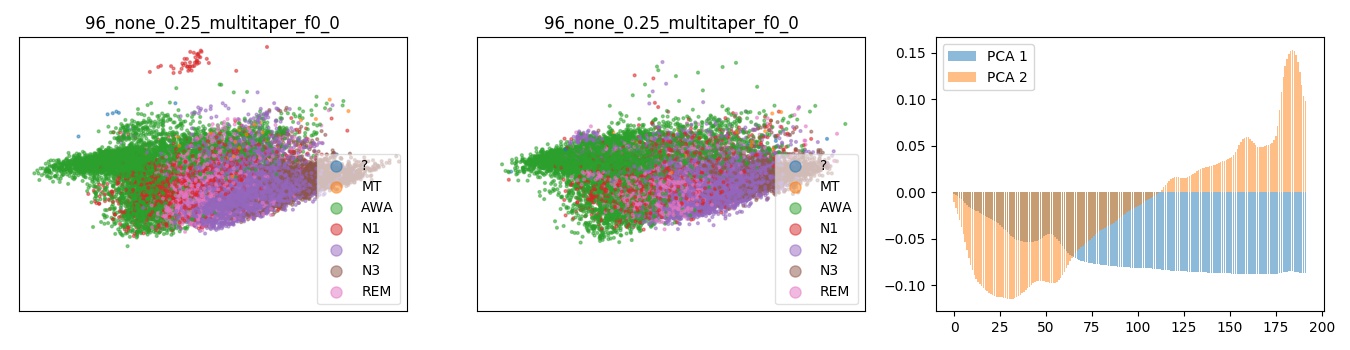 96_none_0.25_multitaper_f0_0
?
MT
AWA
N1
N2
N3
REM
96_none_0.25_multitaper_f0_0
?
MT
AWA
N1
N2
N3
REM
PCA 1
PCA 2
0.15
0.10
0.05
0.00
−0.05
−0.10
0 25 50 75 100 125 150 175 200